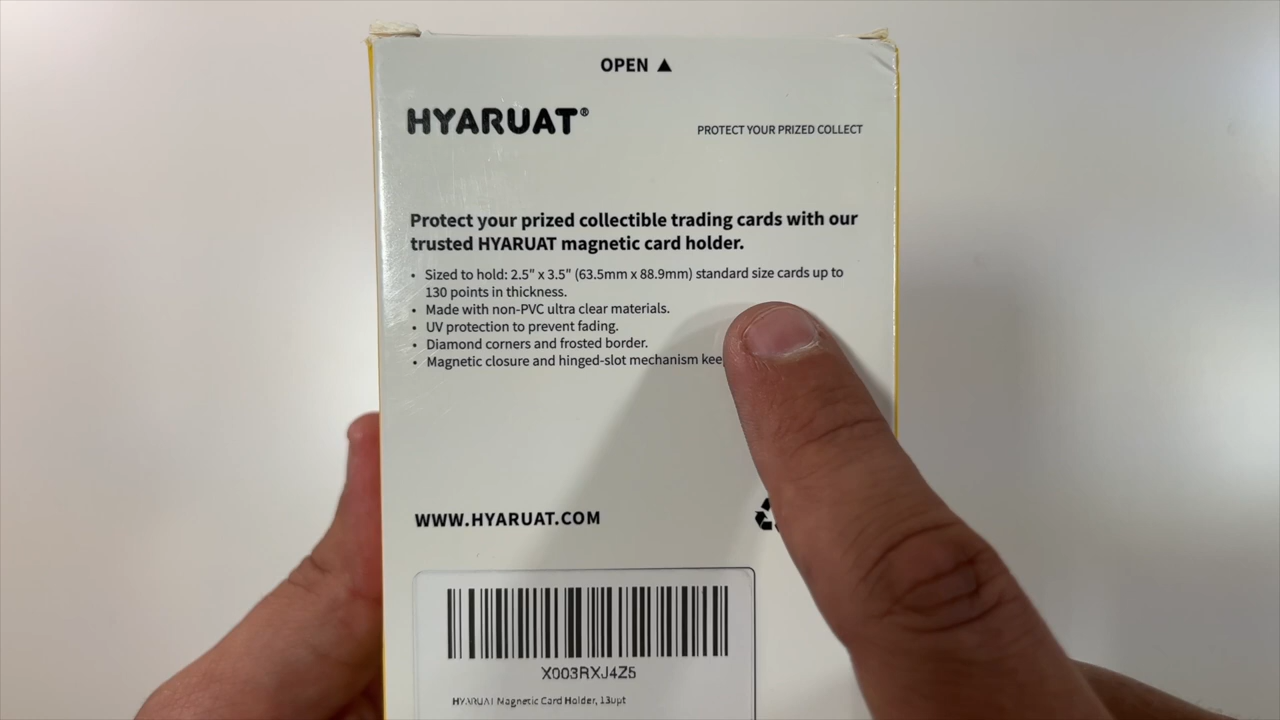 OPEN ▲
HYARUAT®
PROTECT YOUR PRIZED COLLECT
Protect your prized collectible trading cards with our
trusted HYARUAT magnetic card holder.
• Sized to hold: 2.5" x 3.5" (63.5mm x 88.9mm) standard size cards up to
130 points in thickness.
• Made with non-PVC ultra clear materials.
• UV protection to prevent fading.
• Diamond corners and frosted border.
• Magnetic closure and hinged-slot mechanism
WWW.HYARUAT.COM
X003RXJ4Z5
HYARUAT Magnetic Card Holder,